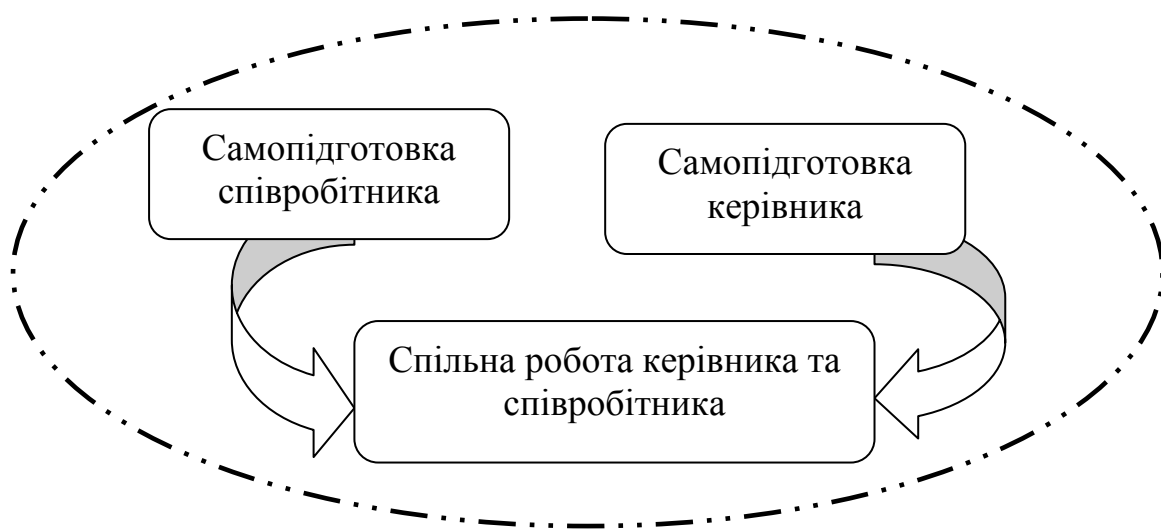 Самопідготовка
співробітника
Самопідготовка
керівника
Спільна робота керівника та
співробітника